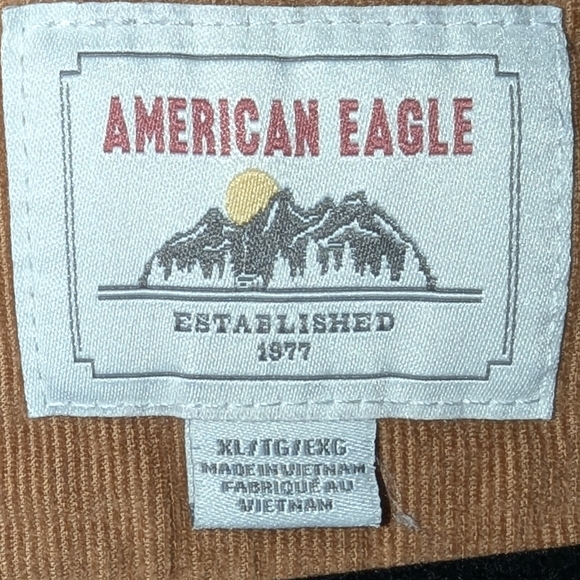 AMERICAN EAGLE
ESTABLISHED
1977
XL/TG/EXG
MADE IN VIETNAM
FABRIQUÉ AU
VIETNAM